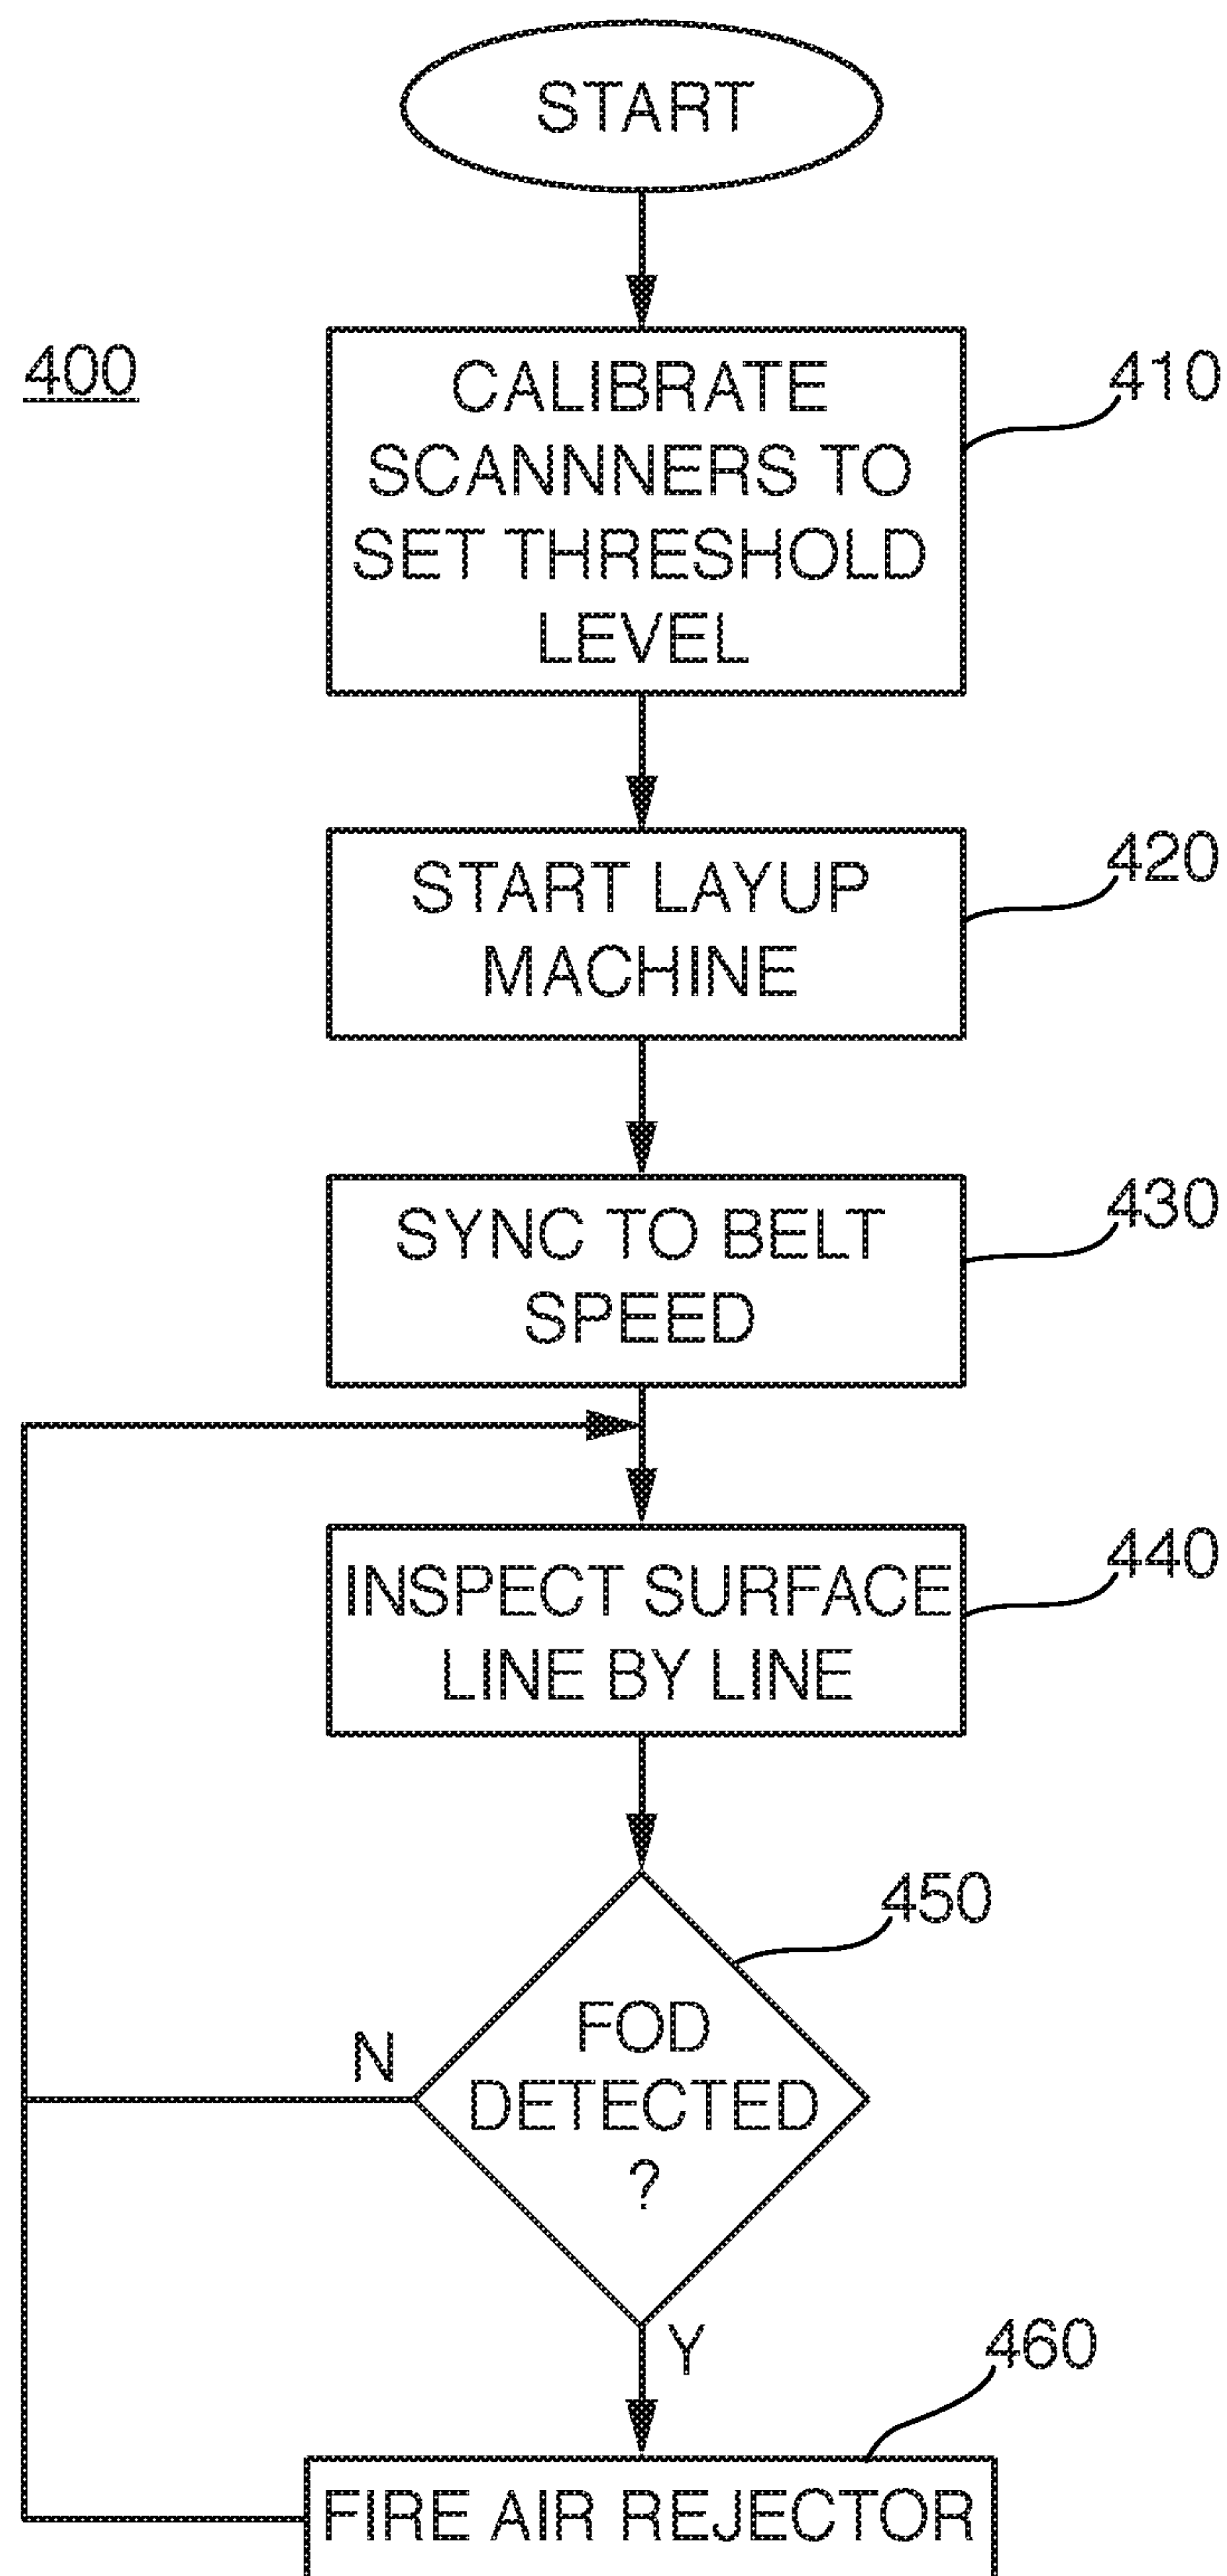 START
400
CALIBRATE
SCANNNERS TO
SET THRESHOLD
LEVEL
410
START LAYUP
MACHINE
420
SYNC TO BELT
SPEED
430
INSPECT SURFACE
LINE BY LINE
440
450
FOD
DETECTED
?
N
Y
460
FIRE AIR REJECTOR